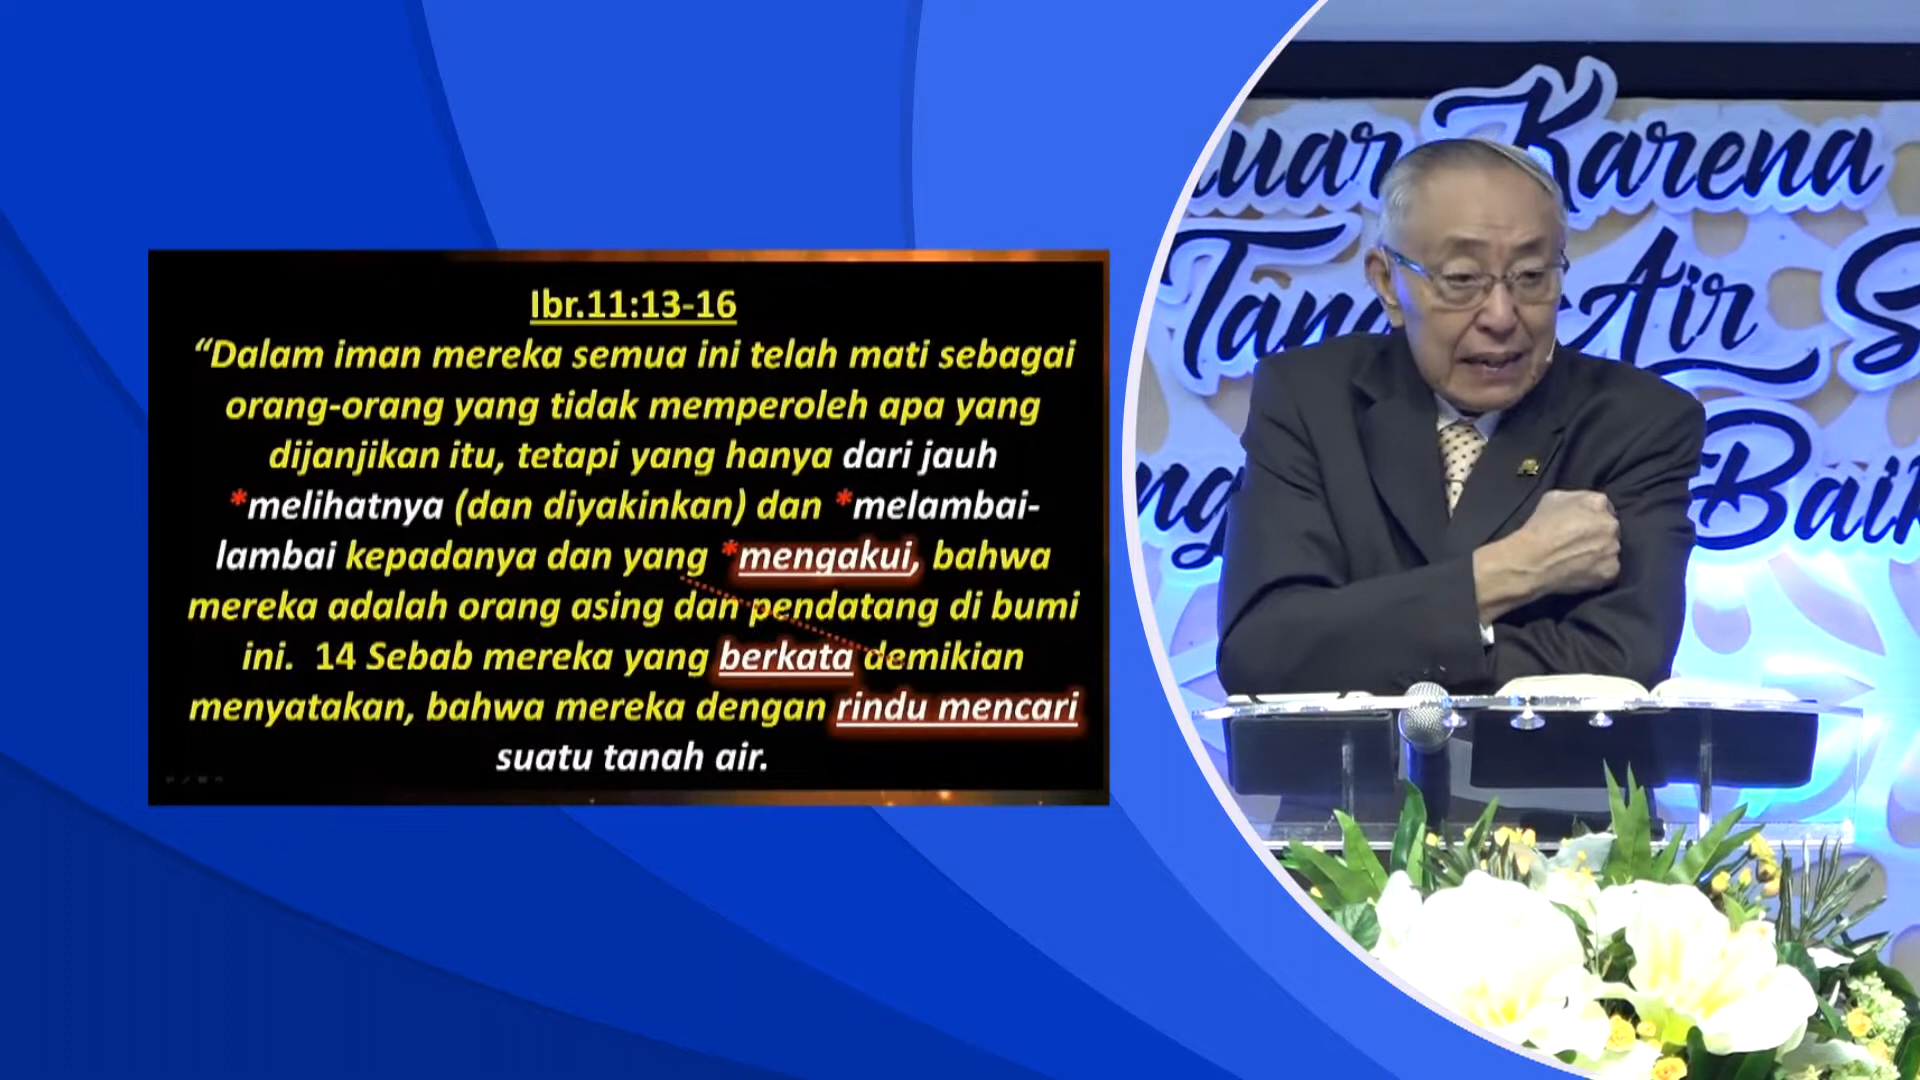 Ibr.11:13-16
“Dalam iman mereka semua ini telah mati sebagai
orang-orang yang tidak memperoleh apa yang
dijanjikan itu, tetapi yang hanya dari jauh
*melihatnya (dan diyakinkan) dan *melambai-
lambai kepadanya dan yang *mengakui, bahwa
mereka adalah orang asing dan pendatang di bumi
ini. 14 Sebab mereka yang berkata demikian
menyatakan, bahwa mereka dengan rindu mencari
suatu tanah air.
Karena
Air
Baik